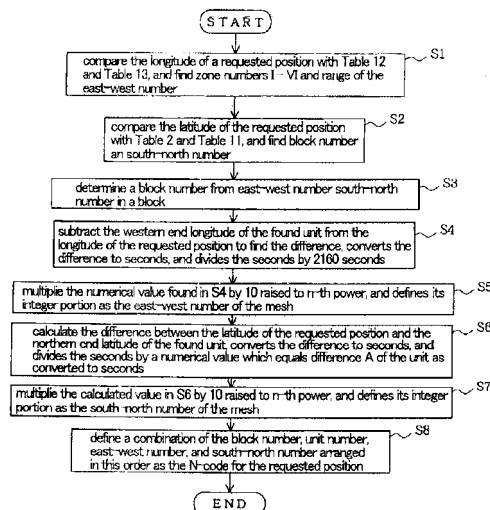 START
S1
compare the longitude of a requested position with Table 12
and Table 13, and find zone numbers I - VI and range of the
east-west number
S2
compare the latitude of the requested position
with Table 2 and Table 11, and find block number
an south-north number
S3
determine a block number from east-west number south-north
number in a block
S4
subtract the western end longitude of the found unit from the
longitude of the requested position to find the difference, converts the
difference to seconds, and divides the seconds by 2160 seconds
S5
multiplie the numerical value found in S4 by 10 raised to n-th power, and defines its
integer portion as the east-west number of the mesh
S6
calculate the difference between the latitude of the requested position and the
northern end latitude of the found unit, converts the difference to seconds, and
divides the seconds by a numerical value which equals difference A of the unit as
converted to seconds
S7
multiplie the calculated value in S6 by 10 raised to n-th power, and defines its integer
portion as the south-north number of the mesh
S8
define a combination of the block number, unit number,
east-west number, and south-north number arranged
in this order as the N-code for the requested position
END